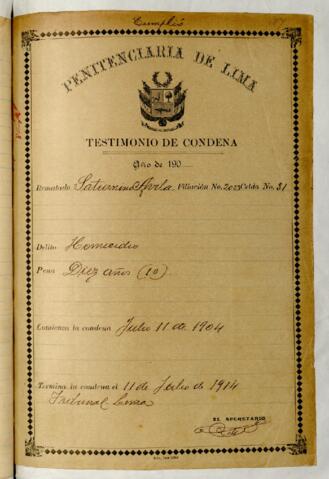 Cumplió
PENITENCIARIA DE LIMA
TESTIMONIO DE CONDENA
Año de 190
Rematado Saturnino Avila Filiación No. 2023 Celda No. 31
Delito Homicidio
Pena Diez años (10)
Comienza la condena Julio 11 de 1904
Termina la condena el 11 de Julio de 1914
Tribunal Lima
EL SECRETARIO